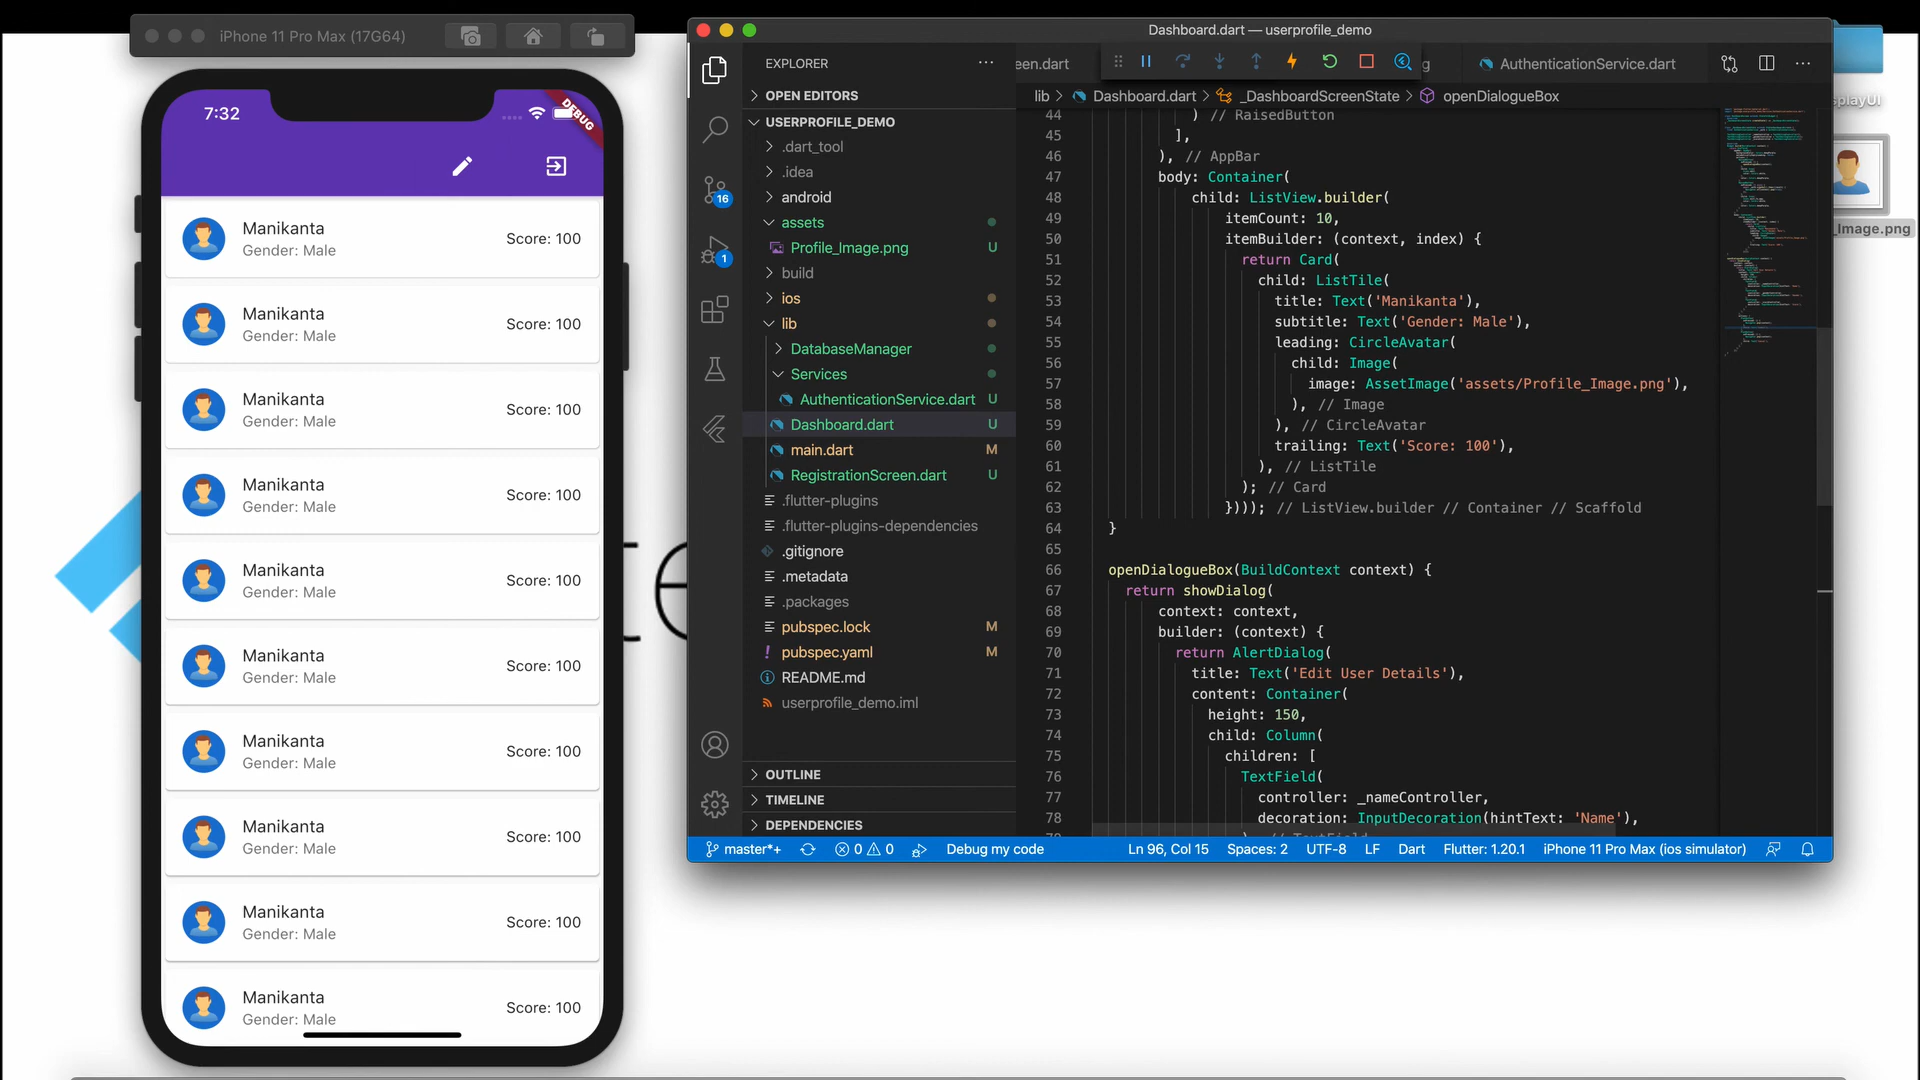 iPhone 11 Pro Max (17G64)
7:32
DEBUG
Manikanta
Gender: Male
Score: 100
Manikanta
Gender: Male
Score: 100
Manikanta
Gender: Male
Score: 100
Manikanta
Gender: Male
Score: 100
Manikanta
Gender: Male
Score: 100
Manikanta
Gender: Male
Score: 100
Manikanta
Gender: Male
Score: 100
Manikanta
Gender: Male
Score: 100
Manikanta
Gender: Male
Score: 100
Manikanta
Gender: Male
Score: 100
te
Dashboard.dart — userprofile_demo
een.dart
g
AuthenticationService.dart
···
lib > Dashboard.dart > _DashboardScreenState > openDialogueBox
16
1
EXPLORER
···
OPEN EDITORS
USERPROFILE_DEMO
.dart_tool
.idea
android
assets
Profile_Image.png U
build
ios
lib
DatabaseManager
Services
AuthenticationService.dart U
Dashboard.dart U
main.dart M
RegistrationScreen.dart U
.flutter-plugins
.flutter-plugins-dependencies
.gitignore
.metadata
.packages
pubspec.lock M
! pubspec.yaml M
README.md
userprofile_demo.iml
OUTLINE
TIMELINE
DEPENDENCIES
44 ) // RaisedButton
45 ],
46 ), // AppBar
47 body: Container(
48 child: ListView.builder(
49 itemCount: 10,
50 itemBuilder: (context, index) {
51 return Card(
52 child: ListTile(
53 title: Text('Manikanta'),
54 subtitle: Text('Gender: Male'),
55 leading: CircleAvatar(
56 child: Image(
57 image: AssetImage('assets/Profile_Image.png'),
58 ), // Image
59 ), // CircleAvatar
60 trailing: Text('Score: 100'),
61 ), // ListTile
62 ); // Card
63 }))); // ListView.builder // Container // Scaffold
64 }
65
66 openDialogueBox(BuildContext context) {
67 return showDialog(
68 context: context,
69 builder: (context) {
70 return AlertDialog(
71 title: Text('Edit User Details'),
72 content: Container(
73 height: 150,
74 child: Column(
75 children: [
76 TextField(
77 controller: _nameController,
78 decoration: InputDecoration(hintText: 'Name'),
79 ), // TextField
master*+
0 0
Debug my code
Ln 96, Col 15
Spaces: 2
UTF-8
LF
Dart
Flutter: 1.20.1
iPhone 11 Pro Max (ios simulator)
splayUI
_Image.png